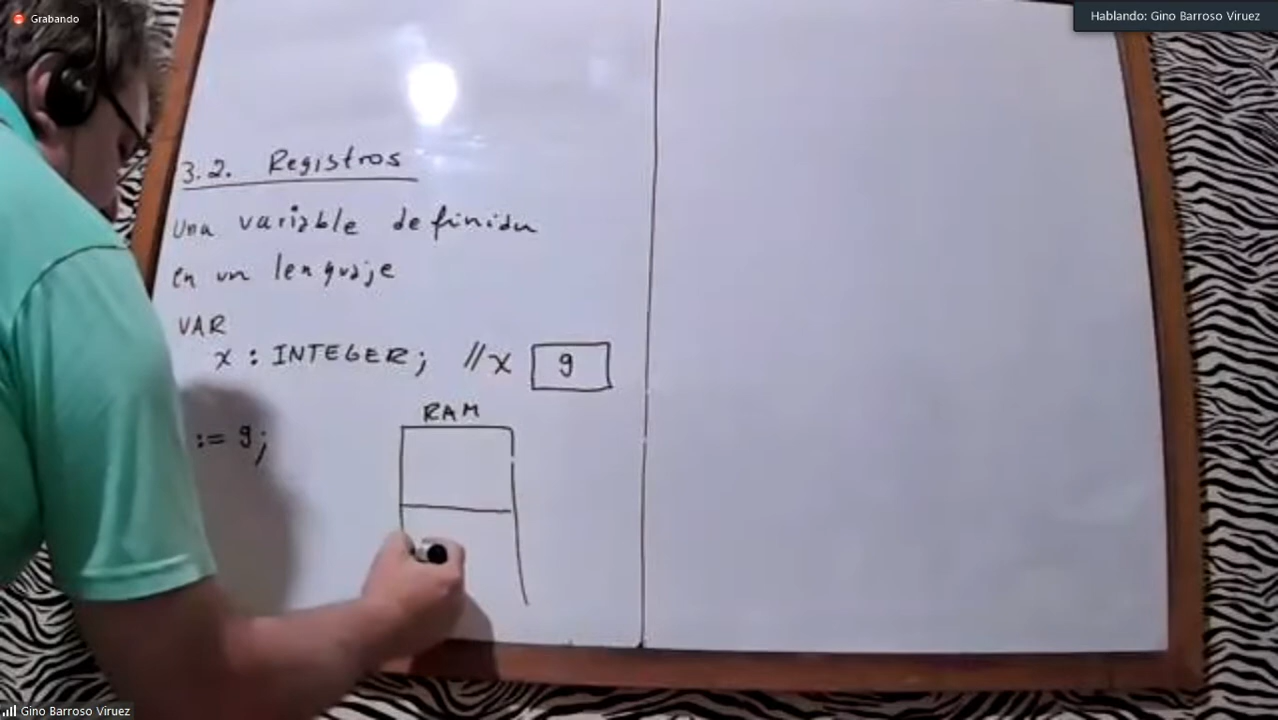 Grabando
Hablando: Gino Barroso Viruez
3.2. Registros
Una variable definida
en un lenguaje
VAR
x : INTEGER; // x 9
RAM
:= 9;
Gino Barroso Viruez